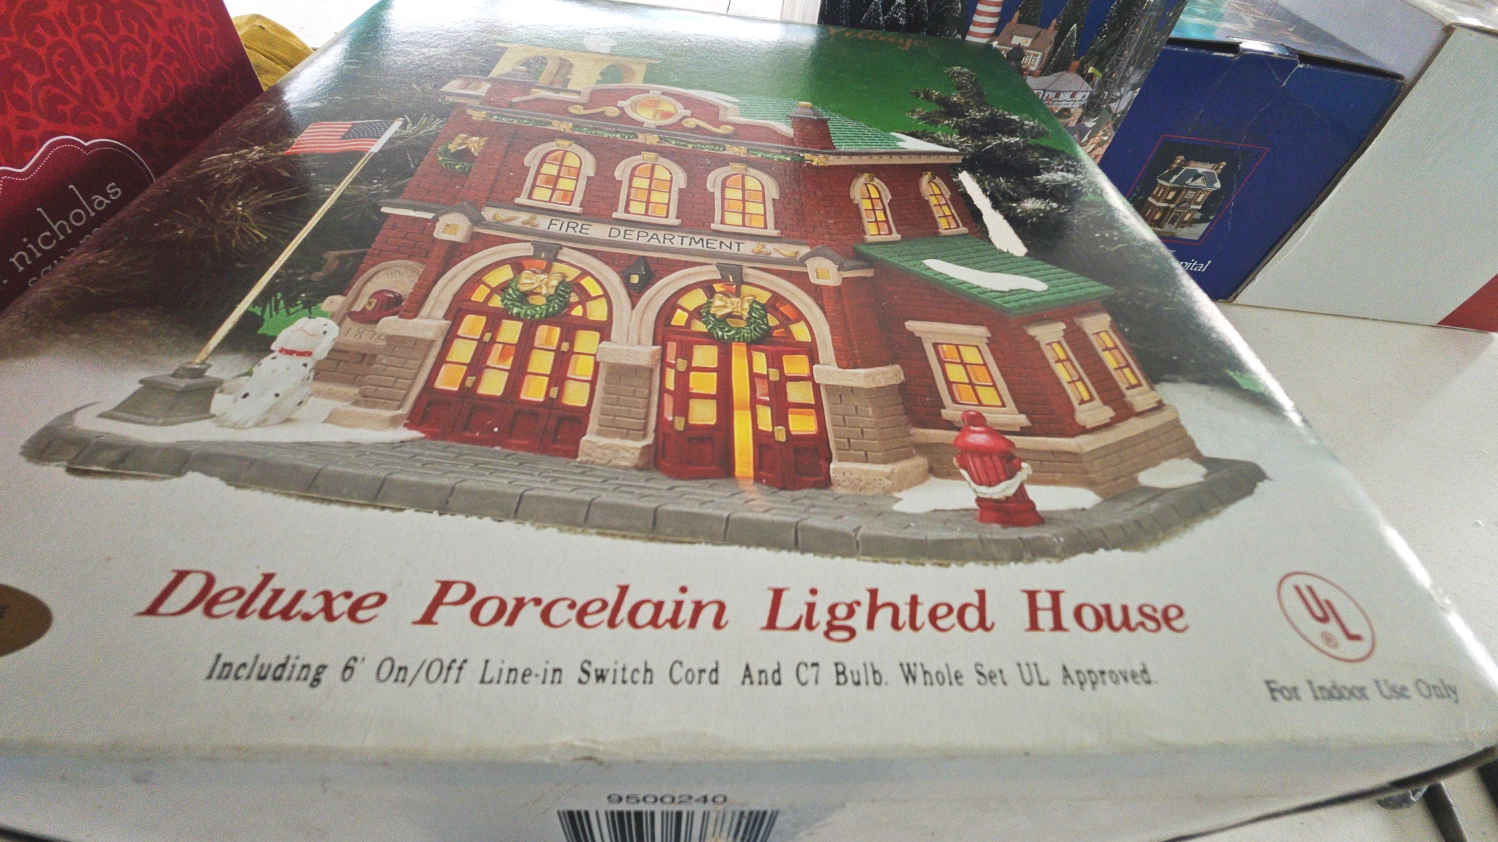 Village
nicholas
FIRE DEPARTMENT
Deluxe Porcelain Lighted House
Including 6' On/Off Line-in Switch Cord And C7 Bulb. Whole Set UL Approved.
UL
®
For Indoor Use Only
9500240